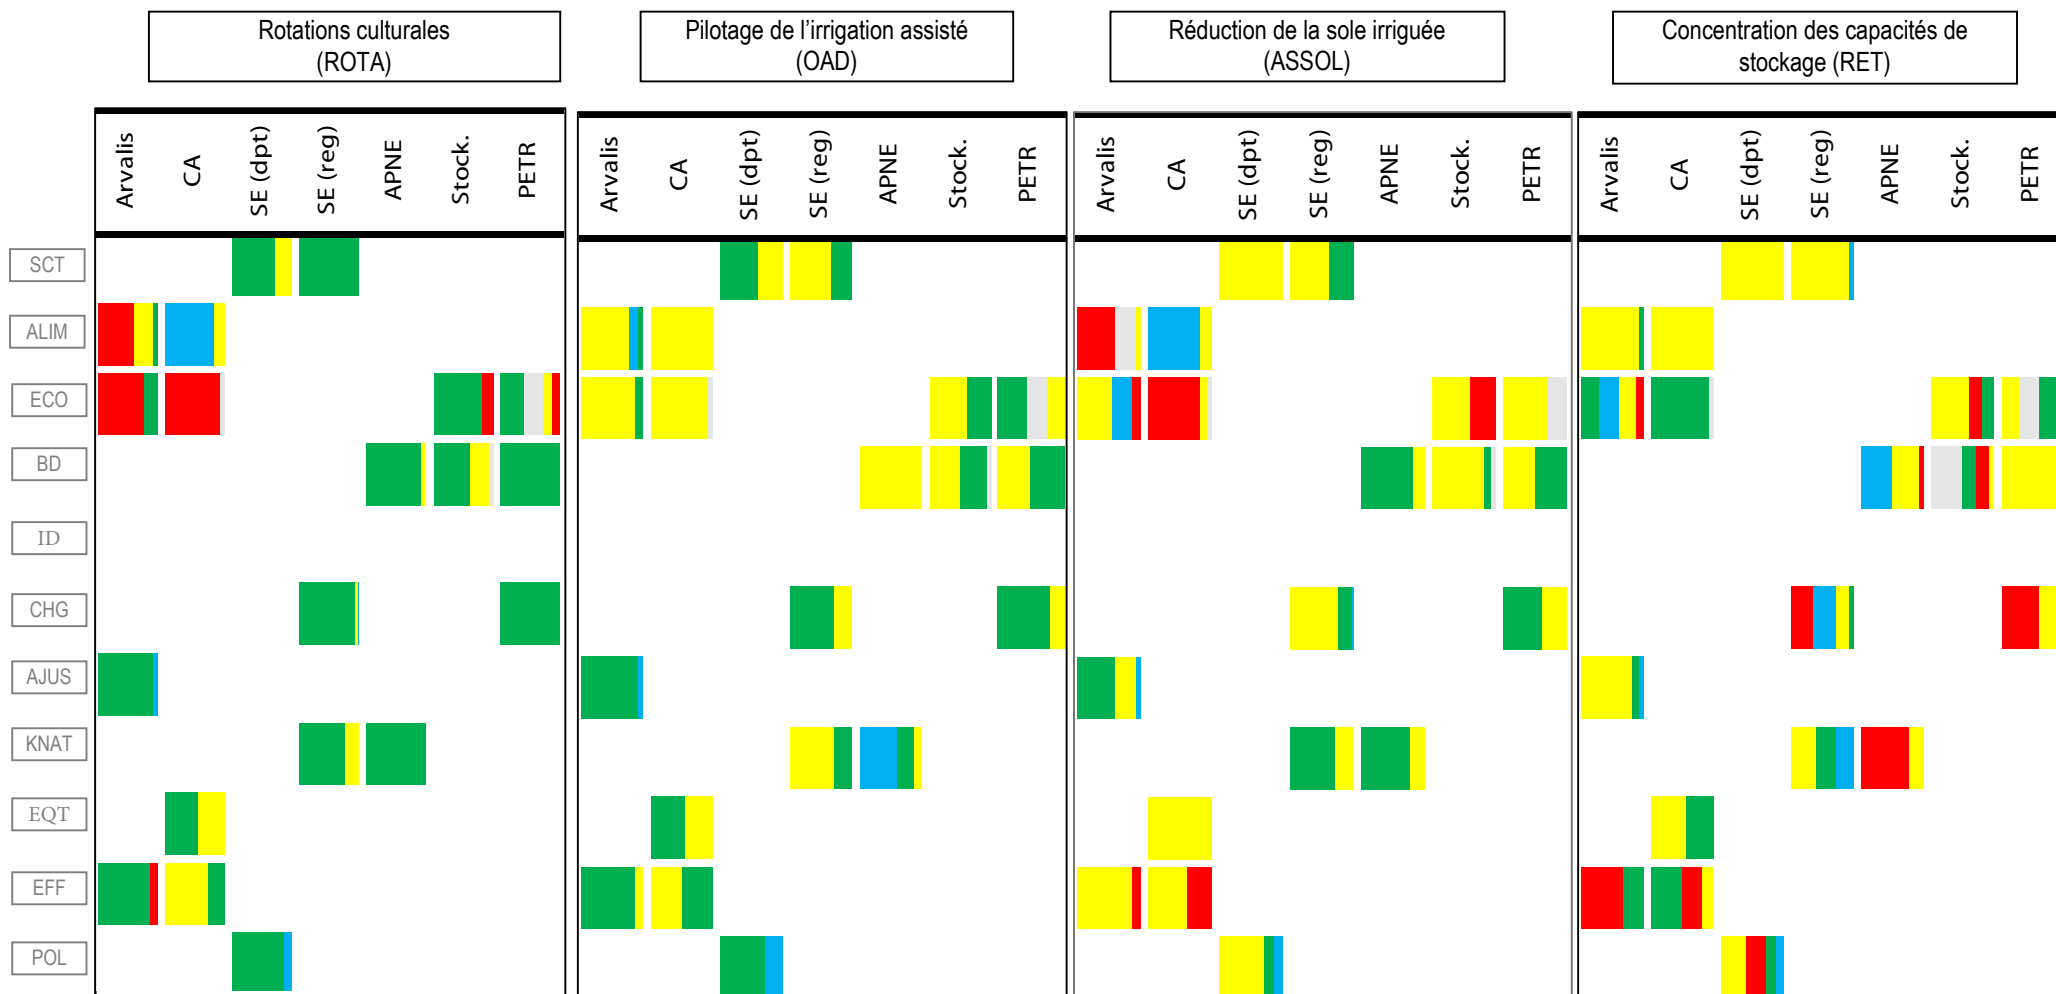 Rotations culturales
(ROTA)
Pilotage de l'irrigation assisté
(OAD)
Réduction de la sole irriguée
(ASSOL)
Concentration des capacités de
stockage (RET)
Arvalis
CA
SE (dpt)
SE (reg)
APNE
Stock.
PETR
Arvalis
CA
SE (dpt)
SE (reg)
APNE
Stock.
PETR
Arvalis
CA
SE (dpt)
SE (reg)
APNE
Stock.
PETR
Arvalis
CA
SE (dpt)
SE (reg)
APNE
Stock.
PETR
SCT
ALIM
ECO
BD
ID
CHG
AJUS
KNAT
EQT
EFF
POL